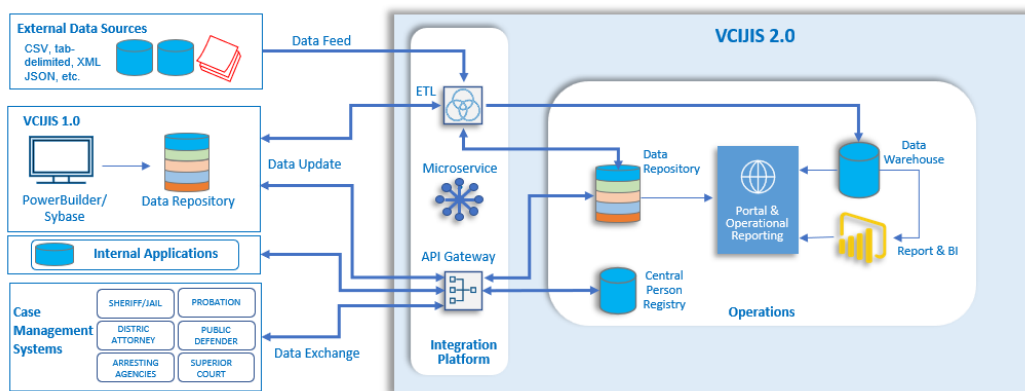 External Data Sources
CSV, tab-
delimited, XML
JSON, etc.
Data Feed
VCIJIS 2.0
ETL
VCIJIS 1.0
PowerBuilder/
Sybase
Data Repository
Data Update
Microservice
Data
Repository
Portal &
Operational
Reporting
Data
Warehouse
Report & BI
Internal Applications
API Gateway
Central
Person
Registry
Operations
Case
Management
Systems
SHERIFF/JAIL
PROBATION
DISTRIC
ATTORNEY
PUBLIC
DEFENDER
ARRESTING
AGENCIES
SUPERIOR
COURT
Data Exchange
Integration
Platform